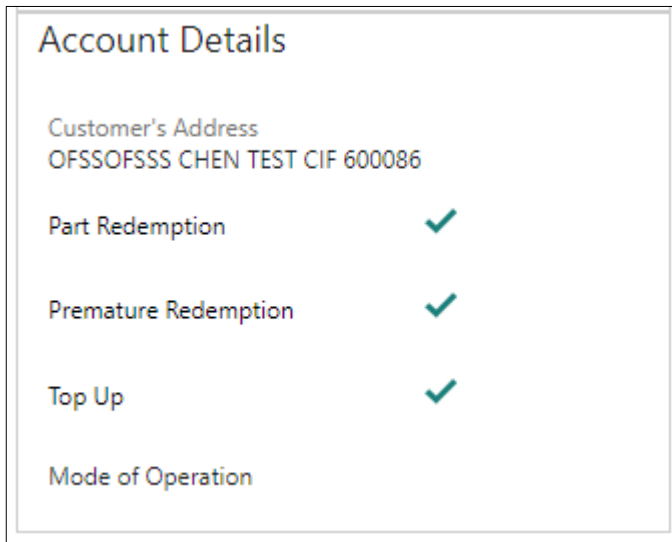 Account Details
Customer's Address
OFSSOFSSS CHEN TEST CIF 600086
Part Redemption
Premature Redemption
Top Up
Mode of Operation